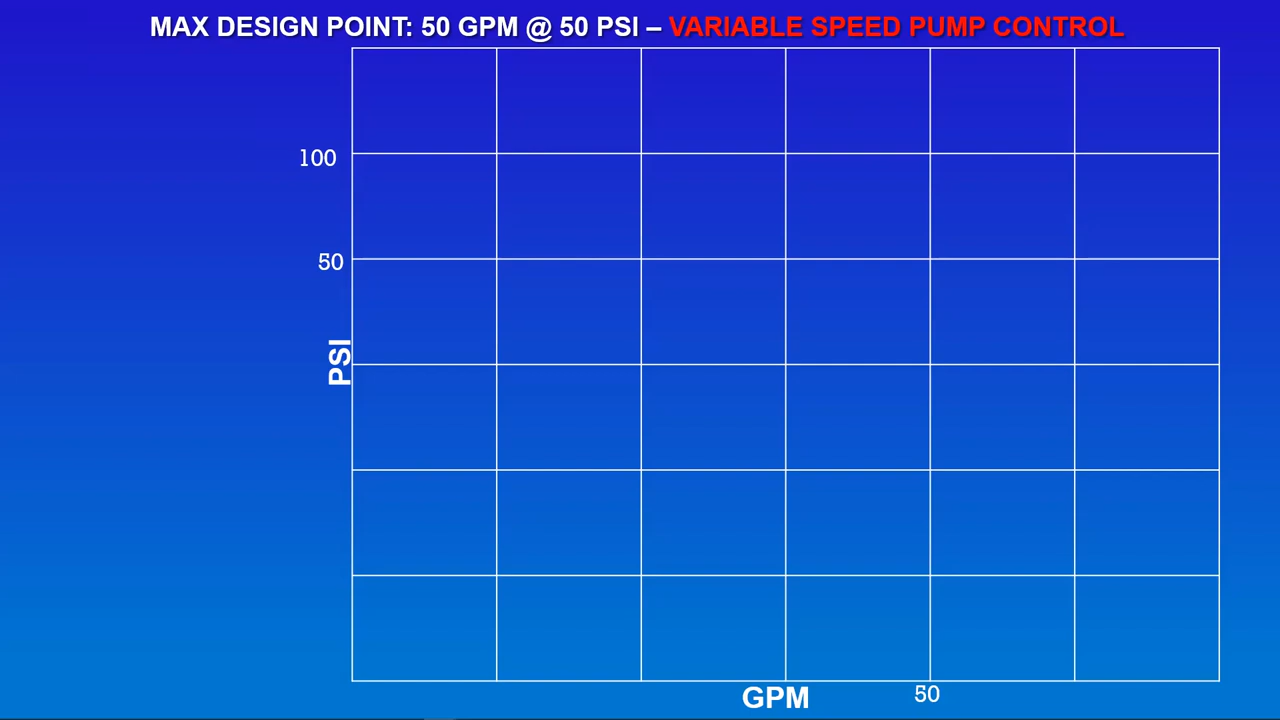 MAX DESIGN POINT: 50 GPM @ 50 PSI – VARIABLE SPEED PUMP CONTROL
100
50
PSI
GPM
50